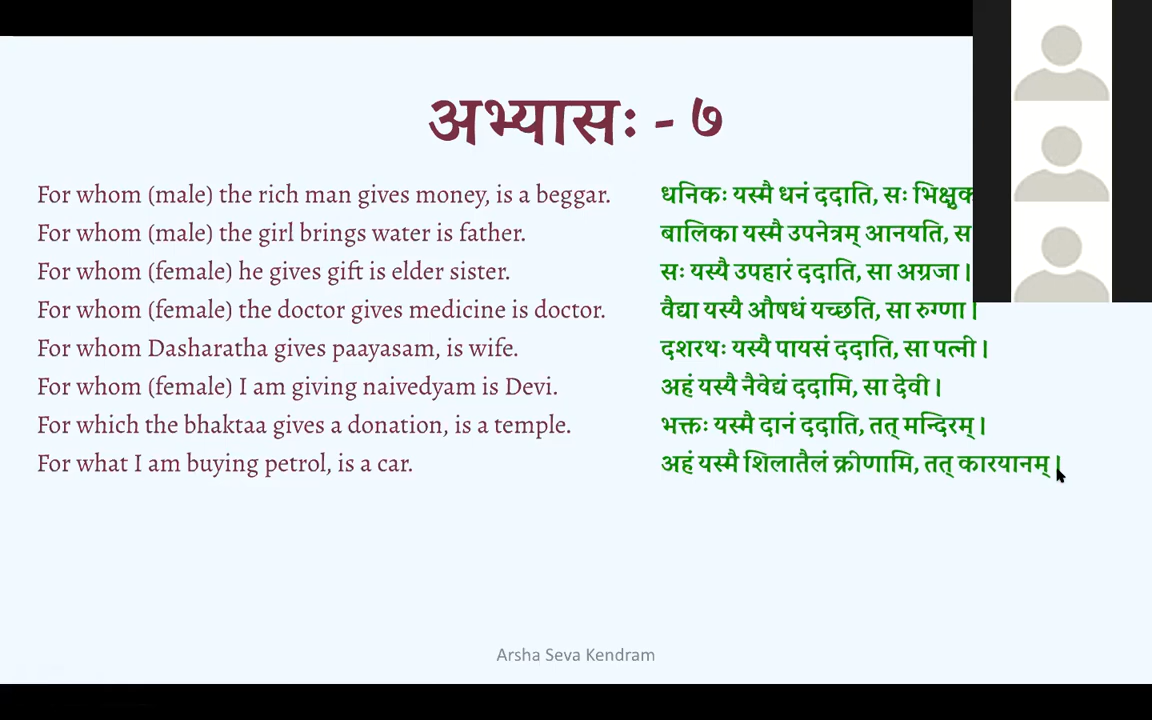 अभ्यासः - ७
For whom (male) the rich man gives money, is a beggar.
For whom (male) the girl brings water is father.
For whom (female) he gives gift is elder sister.
For whom (female) the doctor gives medicine is doctor.
For whom Dasharatha gives paayasam, is wife.
For whom (female) I am giving naivedyam is Devi.
For which the bhaktaa gives a donation, is a temple.
For what I am buying petrol, is a car.
धनिकः यस्मै धनं ददाति, सः
बालिका यस्मै उपनेत्रम् आनयति,
सः यस्यै उपहारं ददाति, सा अग्रजा।
वैद्या यस्यै औषधं यच्छति, सा रुग्णा।
दशरथः यस्यै पायसं ददाति, सा पत्नी।
अहं यस्यै नैवेद्यं ददामि, सा देवी।
भक्तः यस्मै दानं ददाति, तत् मन्दिरम्।
अहं यस्मै शिलातैलं क्रीणामि, तत् कारयानम्।
Arsha Seva Kendram